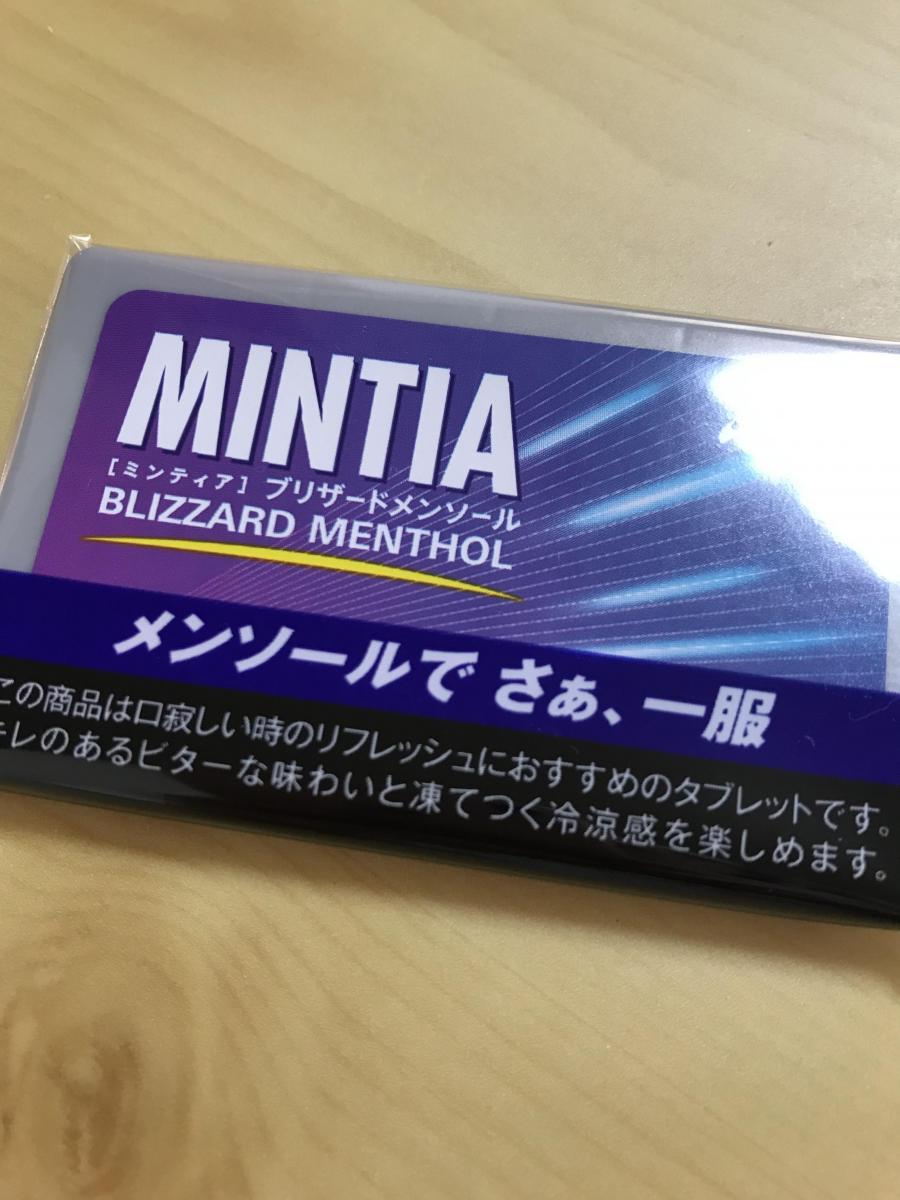 MINTIA
[ミンティア] ブリザードメンソール
BLIZZARD MENTHOL
メンソールで さぁ、一服
この商品は口寂しい時のリフレッシュにおすすめのタブレットです。
キレのあるビターな味わいと凍てつく冷涼感を楽しめます。